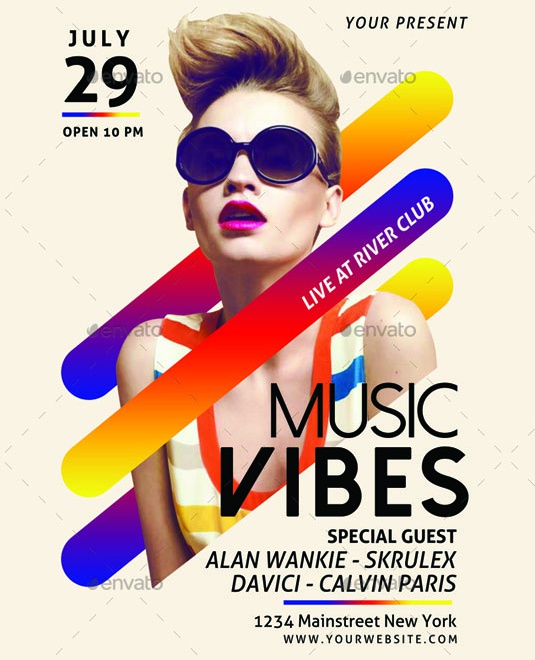 JULY
29
OPEN 10 PM
YOUR PRESENT
envato
envato
LIVE AT RIVER CLUB
envato
envato
MUSIC
VIBES
SPECIAL GUEST
ALAN WANKIE - SKRULEX
DAVICI - CALVIN PARIS
envato
envato
1234 Mainstreet New York
WWW.YOURWEBSITE.COM